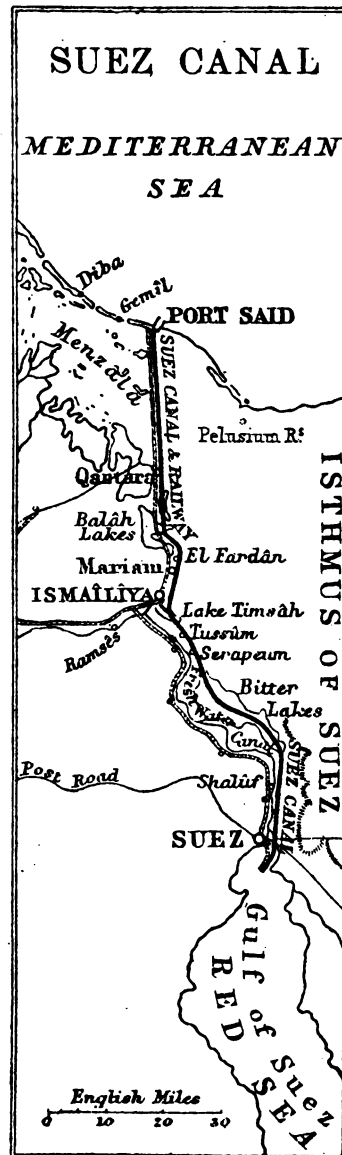 SUEZ CANAL
MEDITERRANEAN
SEA
Diba
Gemil
PORT SAID
Menzala
SUEZ CANAL & RAILWAY
Pelusium Rs.
Qantara
Balâh
Lakes
El Fardân
Mariam
ISMAÎLÎYA
Lake Timsâh
Tussûm
Ramsês
Serapeum
ISTHMUS OF SUEZ
Fresh Water Canal
Bitter
Lakes
Post Road
Shalûf
SUEZ CANAL
SUEZ
Gulf of Suez
RED SEA
English Miles
0 10 20 30